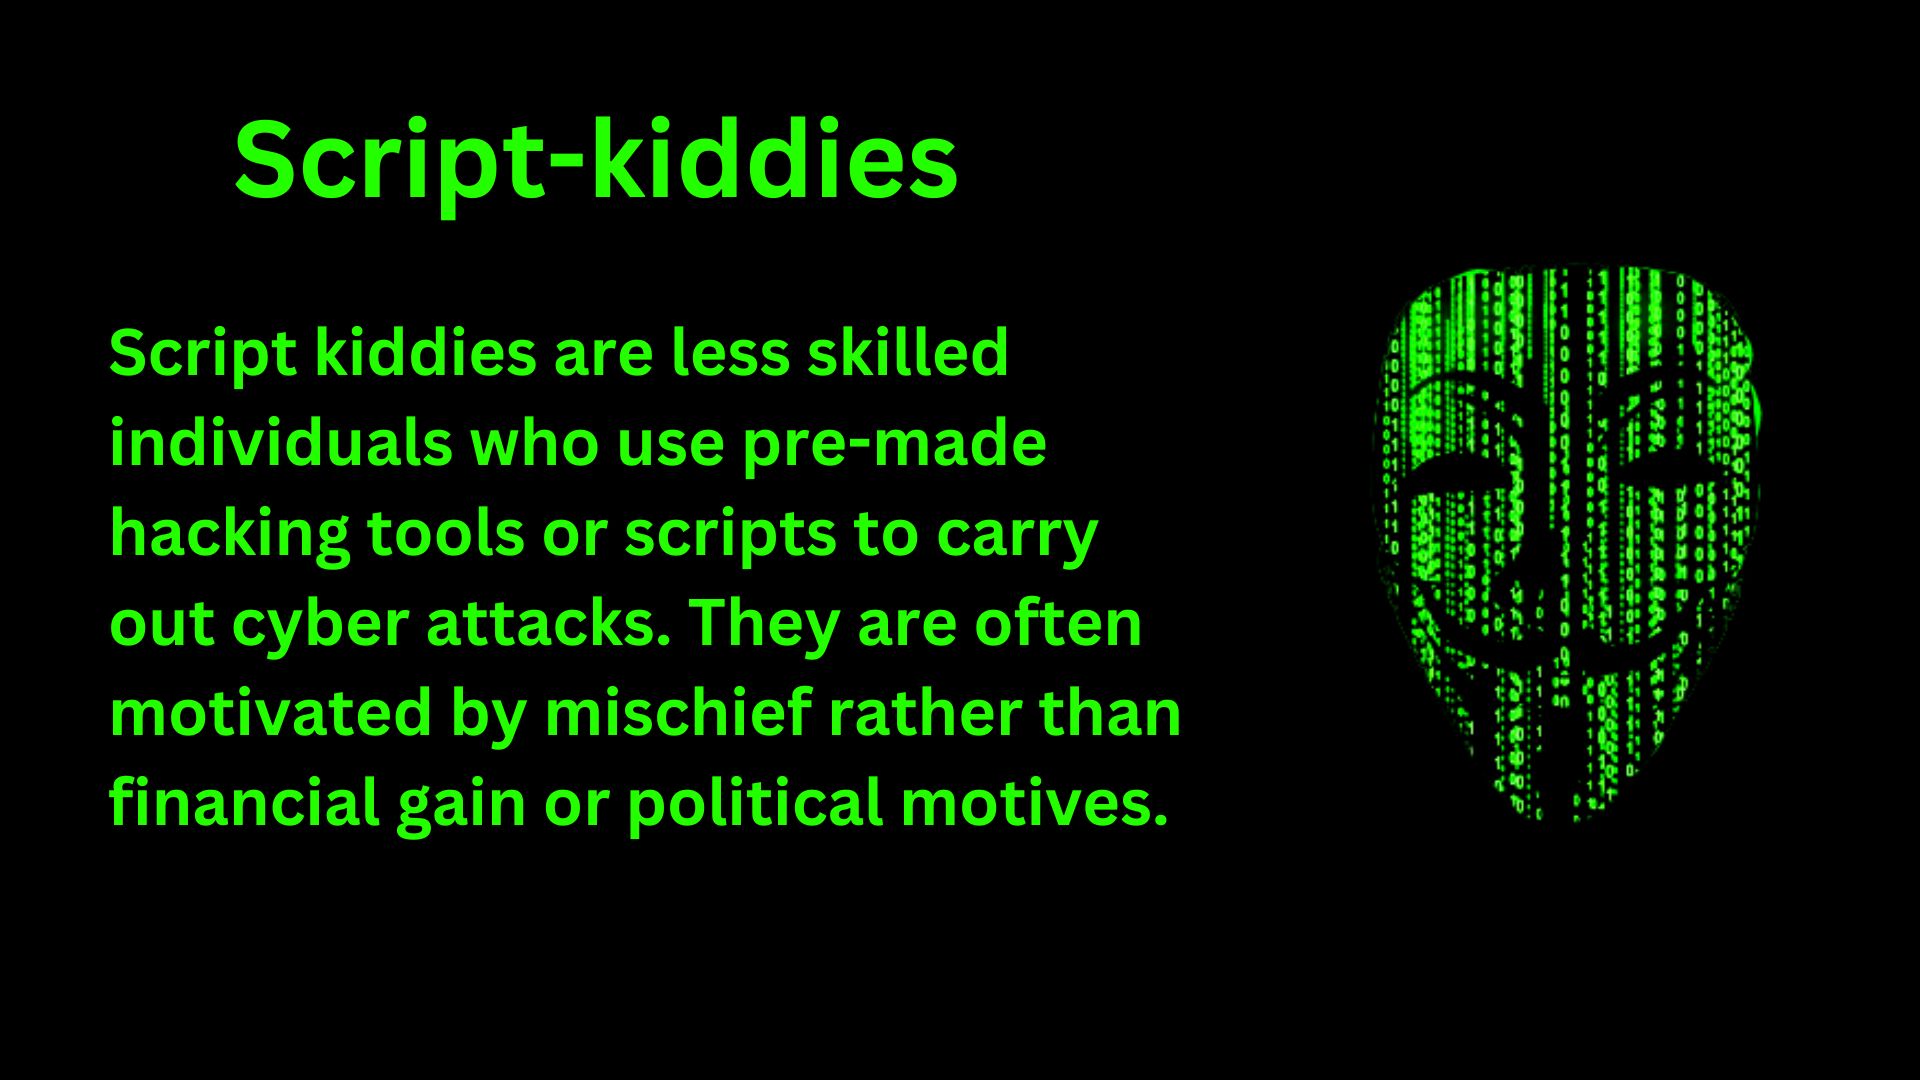 Script-kiddies
Script kiddies are less skilled
individuals who use pre-made
hacking tools or scripts to carry
out cyber attacks. They are often
motivated by mischief rather than
financial gain or political motives.